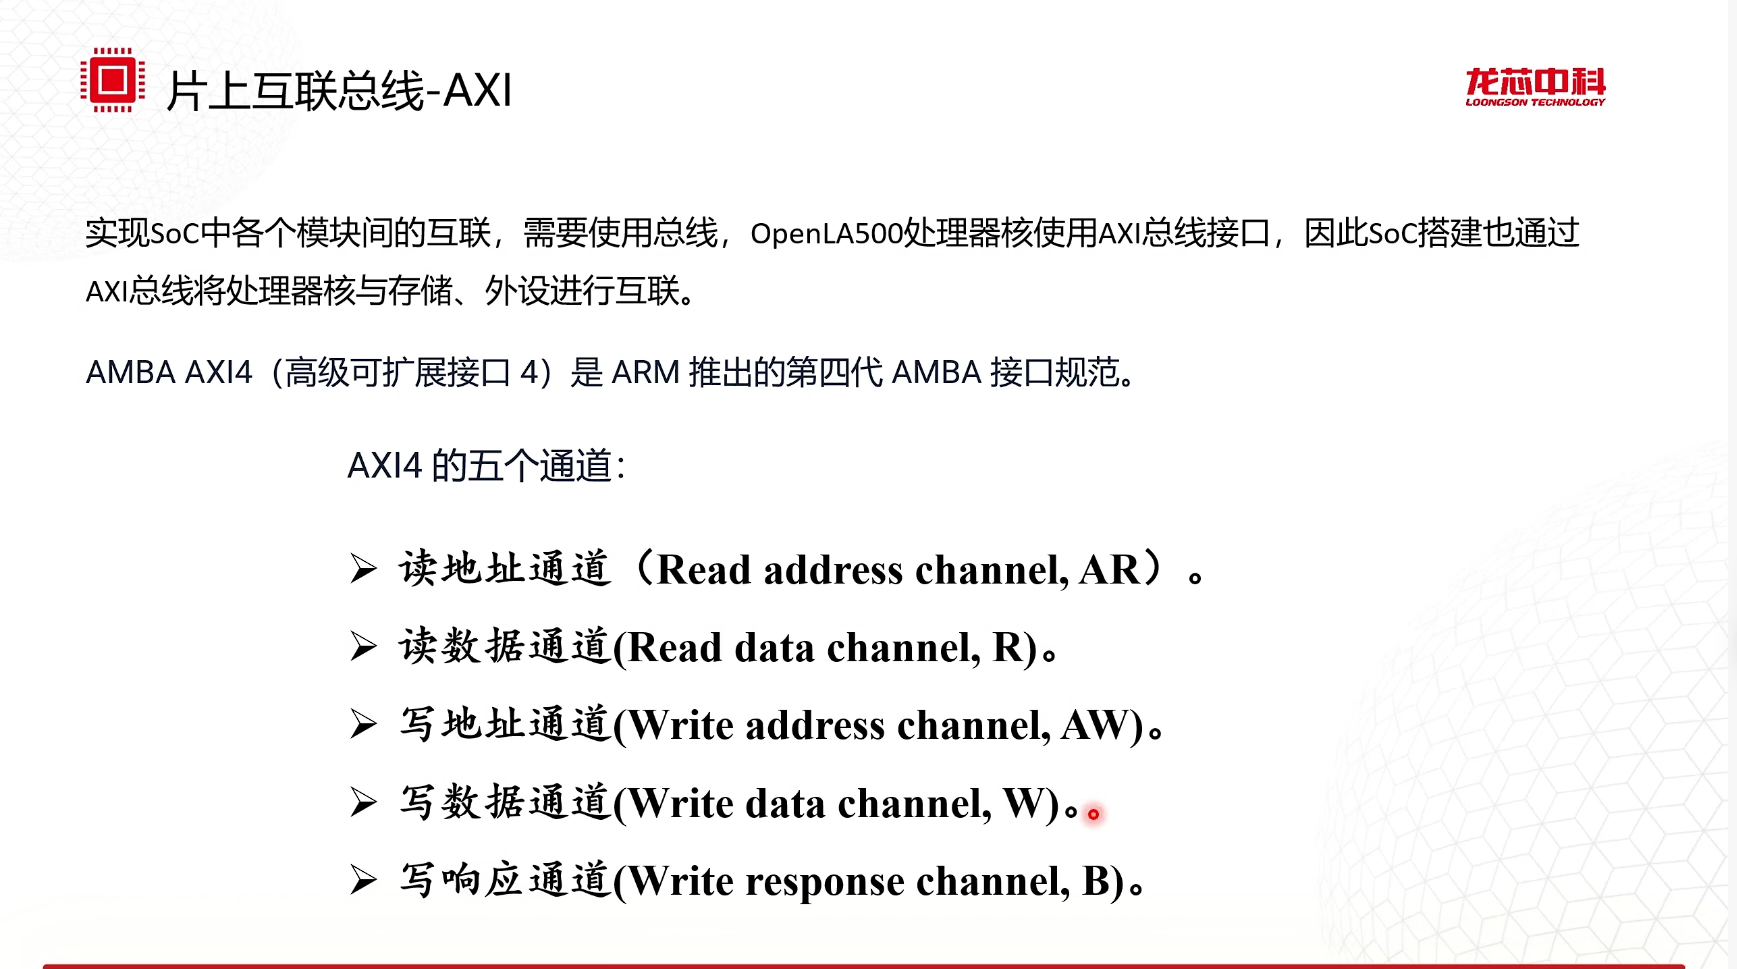 片上互联总线-AXI
龙芯中科
LOONGSON TECHNOLOGY
实现SoC中各个模块间的互联，需要使用总线，OpenLA500处理器核使用AXI总线接口，因此SoC搭建也通过
AXI总线将处理器核与存储、外设进行互联。
AMBA AXI4（高级可扩展接口 4）是 ARM 推出的第四代 AMBA 接口规范。
AXI4 的五个通道：
➢ 读地址通道（Read address channel, AR）。
➢ 读数据通道(Read data channel, R)。
➢ 写地址通道(Write address channel, AW)。
➢ 写数据通道(Write data channel, W)。
➢ 写响应通道(Write response channel, B)。